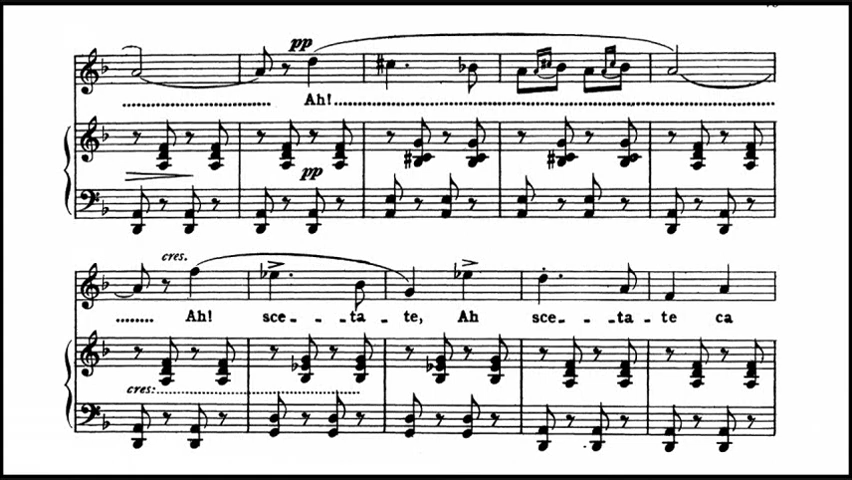 pp
Ah!
pp
cres.
Ah! sce - ta - te, Ah sce - ta - te ca
cres: